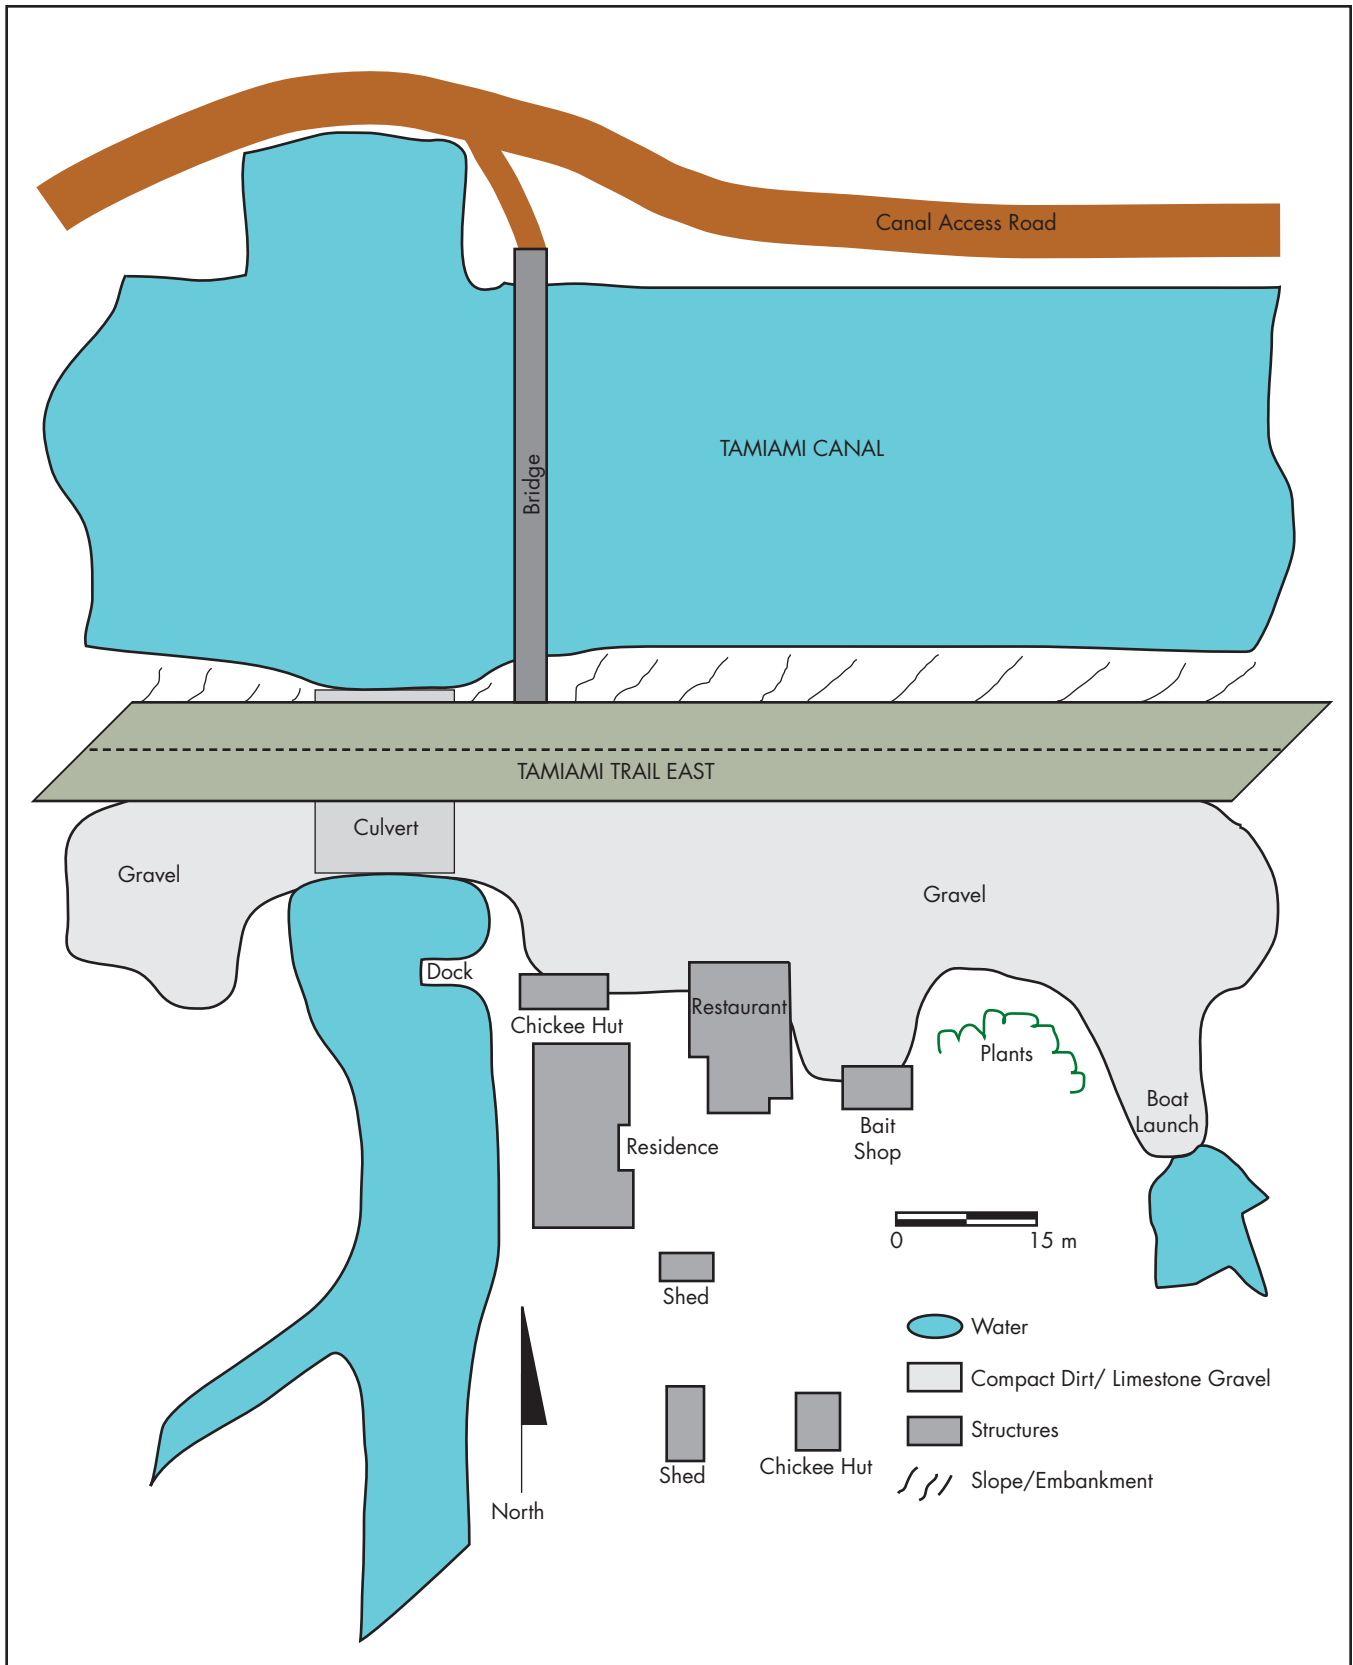 Canal Access Road
TAMIAMI CANAL
Bridge
TAMIAMI TRAIL EAST
Culvert
Gravel
Gravel
Dock
Restaurant
Chickee Hut
Plants
Boat
Launch
Bait
Shop
Residence
0 15 m
Shed
Water
Compact Dirt/ Limestone Gravel
Structures
Chickee Hut
Shed
Slope/Embankment
North